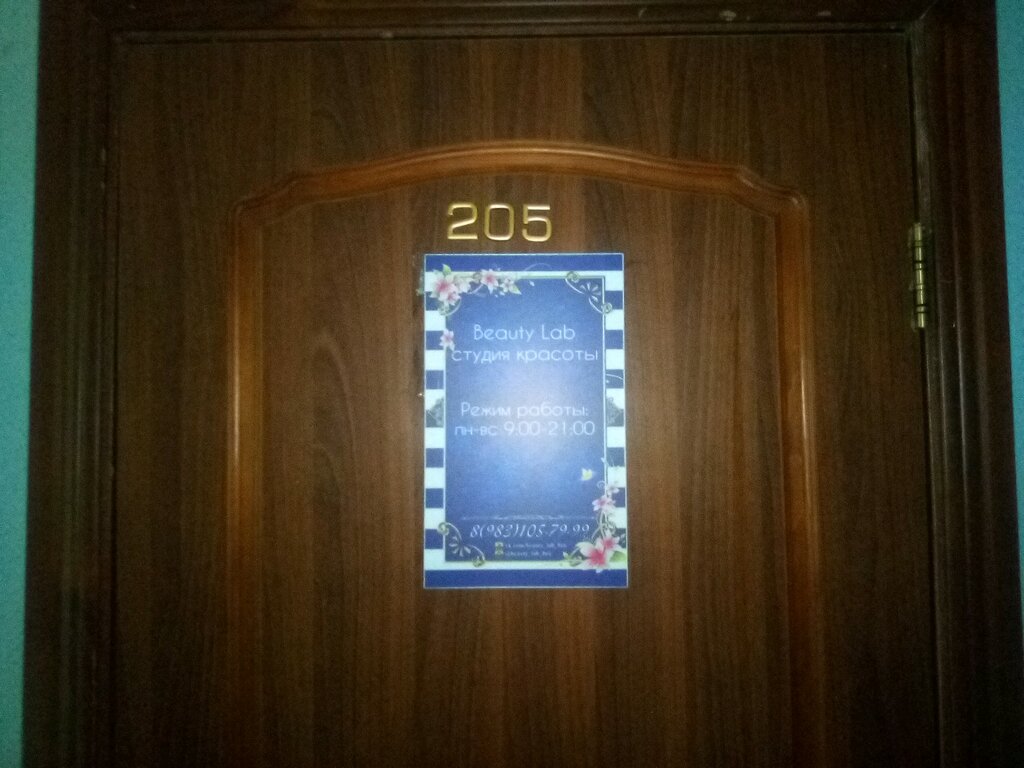 205
Beauty Lab
студия красоты
Режим работы:
пн-вс 9:00-21:00
8(983)105-79-99